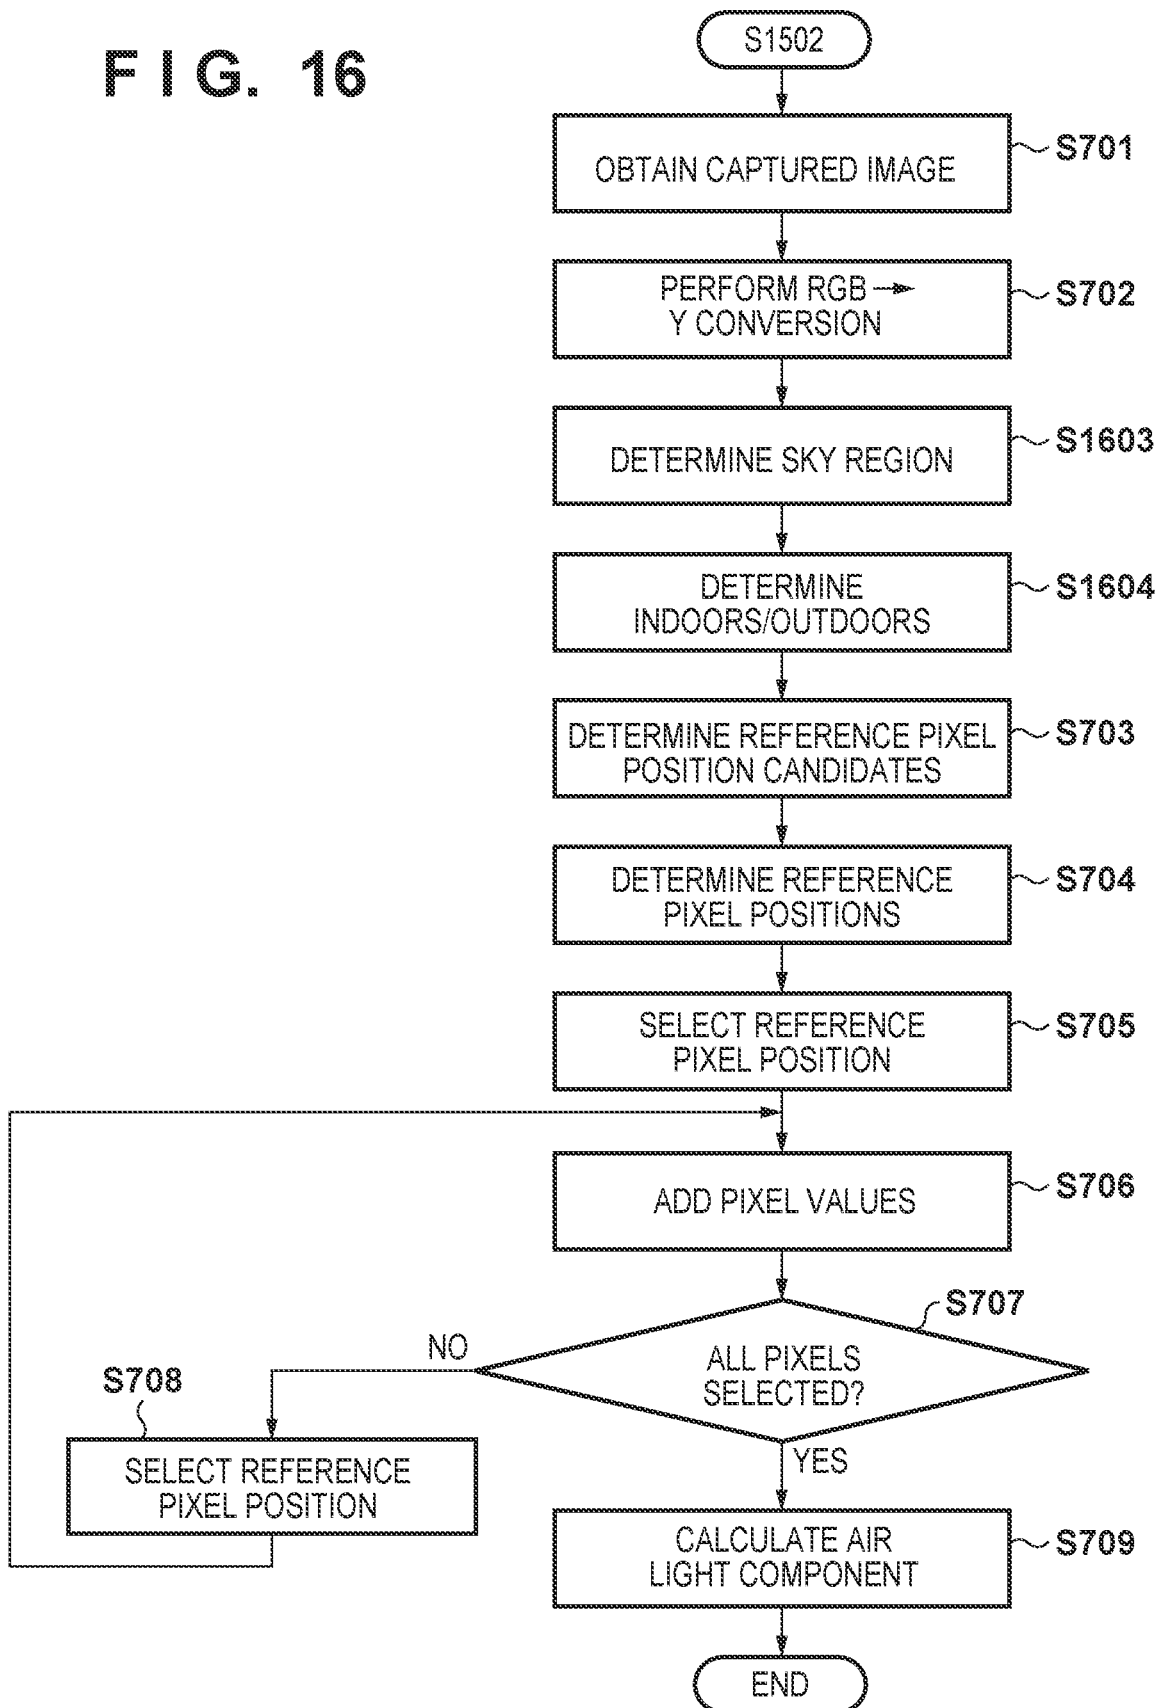 FIG. 16
S1502
OBTAIN CAPTURED IMAGE
S701
PERFORM RGB →
Y CONVERSION
S702
DETERMINE SKY REGION
S1603
DETERMINE
INDOORS/OUTDOORS
S1604
DETERMINE REFERENCE PIXEL
POSITION CANDIDATES
S703
DETERMINE REFERENCE
PIXEL POSITIONS
S704
SELECT REFERENCE
PIXEL POSITION
S705
ADD PIXEL VALUES
S706
S707
ALL PIXELS
SELECTED?
NO
S708
SELECT REFERENCE
PIXEL POSITION
YES
CALCULATE AIR
LIGHT COMPONENT
S709
END